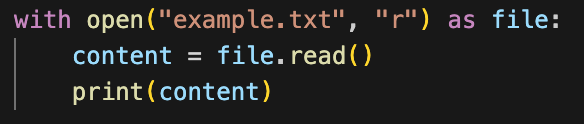 with open("example.txt", "r") as file:
    content = file.read()
    print(content)